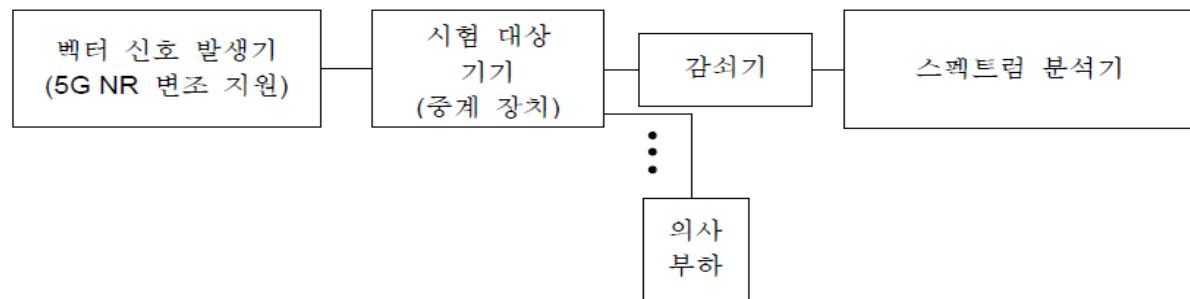 벡터 신호 발생기
(5G NR 변조 지원)
시험 대상
기기
(중계 장치)
감쇠기
스펙트럼 분석기
의사
부하